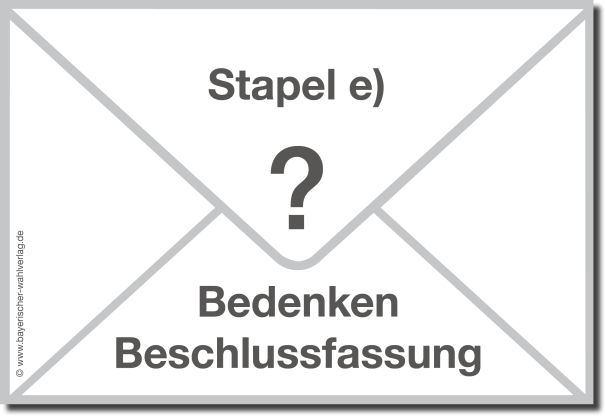 Stapel e)
?
Bedenken
Beschlussfassung
© www.bayerischer-wahlverlag.de